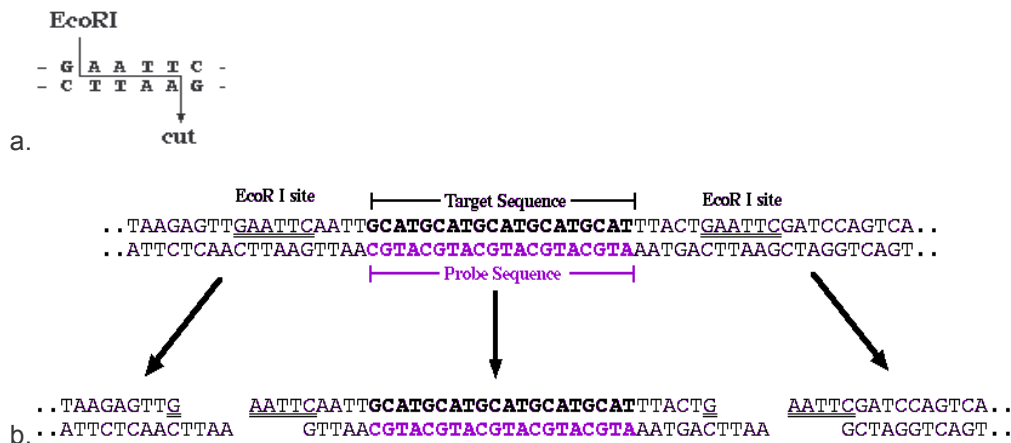 EcoRI
- G A A T T C -
- C T T A A G -
cut
a.
EcoR I site Target Sequence EcoR I site
..TAAGAGTTGAATTCAATTGCATGCATGCATGCATGCATTTACTGAATTCGATCCAGTCA..
..ATTCTCAACTTAAGTTAACGTACGTACGTACGTACGTAAATGACTTAAGCTAGGTCAGT..
Probe Sequence
..TAAGAGTTG AATTCAATTGCATGCATGCATGCATGCATTTACTG AATTCGATCCAGTCA..
b. ..ATTCTCAACTTAA GTTAACGTACGTACGTACGTACGTAAATGACTTAA GCTAGGTCAGT..